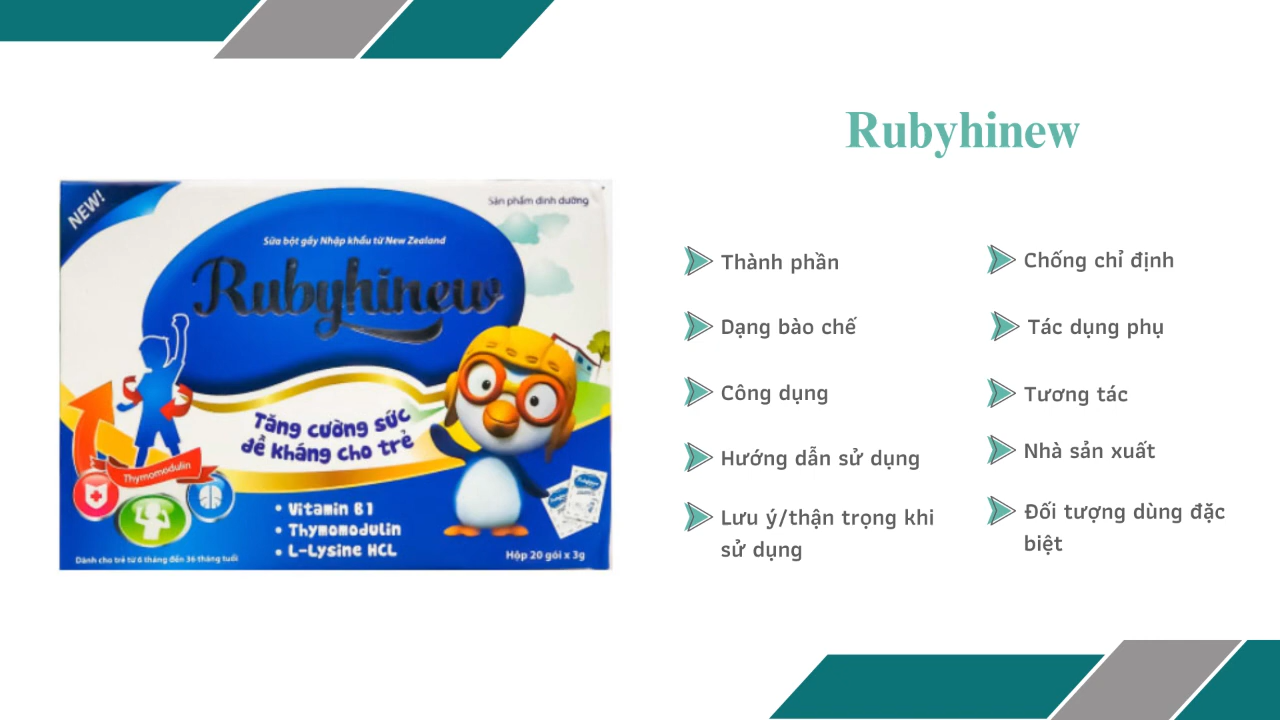 Rubyhinew
NEW!
Sản phẩm dinh dưỡng
Sữa bột gầy Nhập khẩu từ New Zealand
Rubyhinew
Tăng cường sức
đề kháng cho trẻ
Thymomodulin
• Vitamin B1
• Thymomodulin
• L-Lysine HCL
Dành cho trẻ từ 6 tháng đến 36 tháng tuổi
Hộp 20 gói x 3g
Thành phần
Dạng bào chế
Công dụng
Hướng dẫn sử dụng
Lưu ý/thận trọng khi
sử dụng
Chống chỉ định
Tác dụng phụ
Tương tác
Nhà sản xuất
Đối tượng dùng đặc
biệt